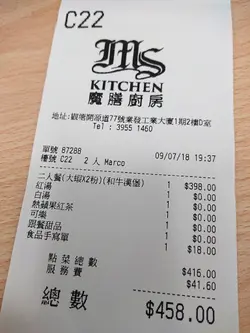 C22
MS
KITCHEN
魔膳廚房
地址:觀塘開源道77號業發工業大廈1期2樓D室
Tel : 3955 1460
單號 87288 09/07/18 19:37
檯號 C22 2 人 Marco
二人餐(大蝦X2粉)(和牛漢堡) 1 $398.00
紅湯 1 $0.00
白湯 1 $0.00
熱蘋果紅茶 1 $0.00
可樂 1 $0.00
跟餐甜品 1 $0.00
食品手寫單 1 $18.00
點菜總數 $416.00
服務費 $41.60
總數 $458.00